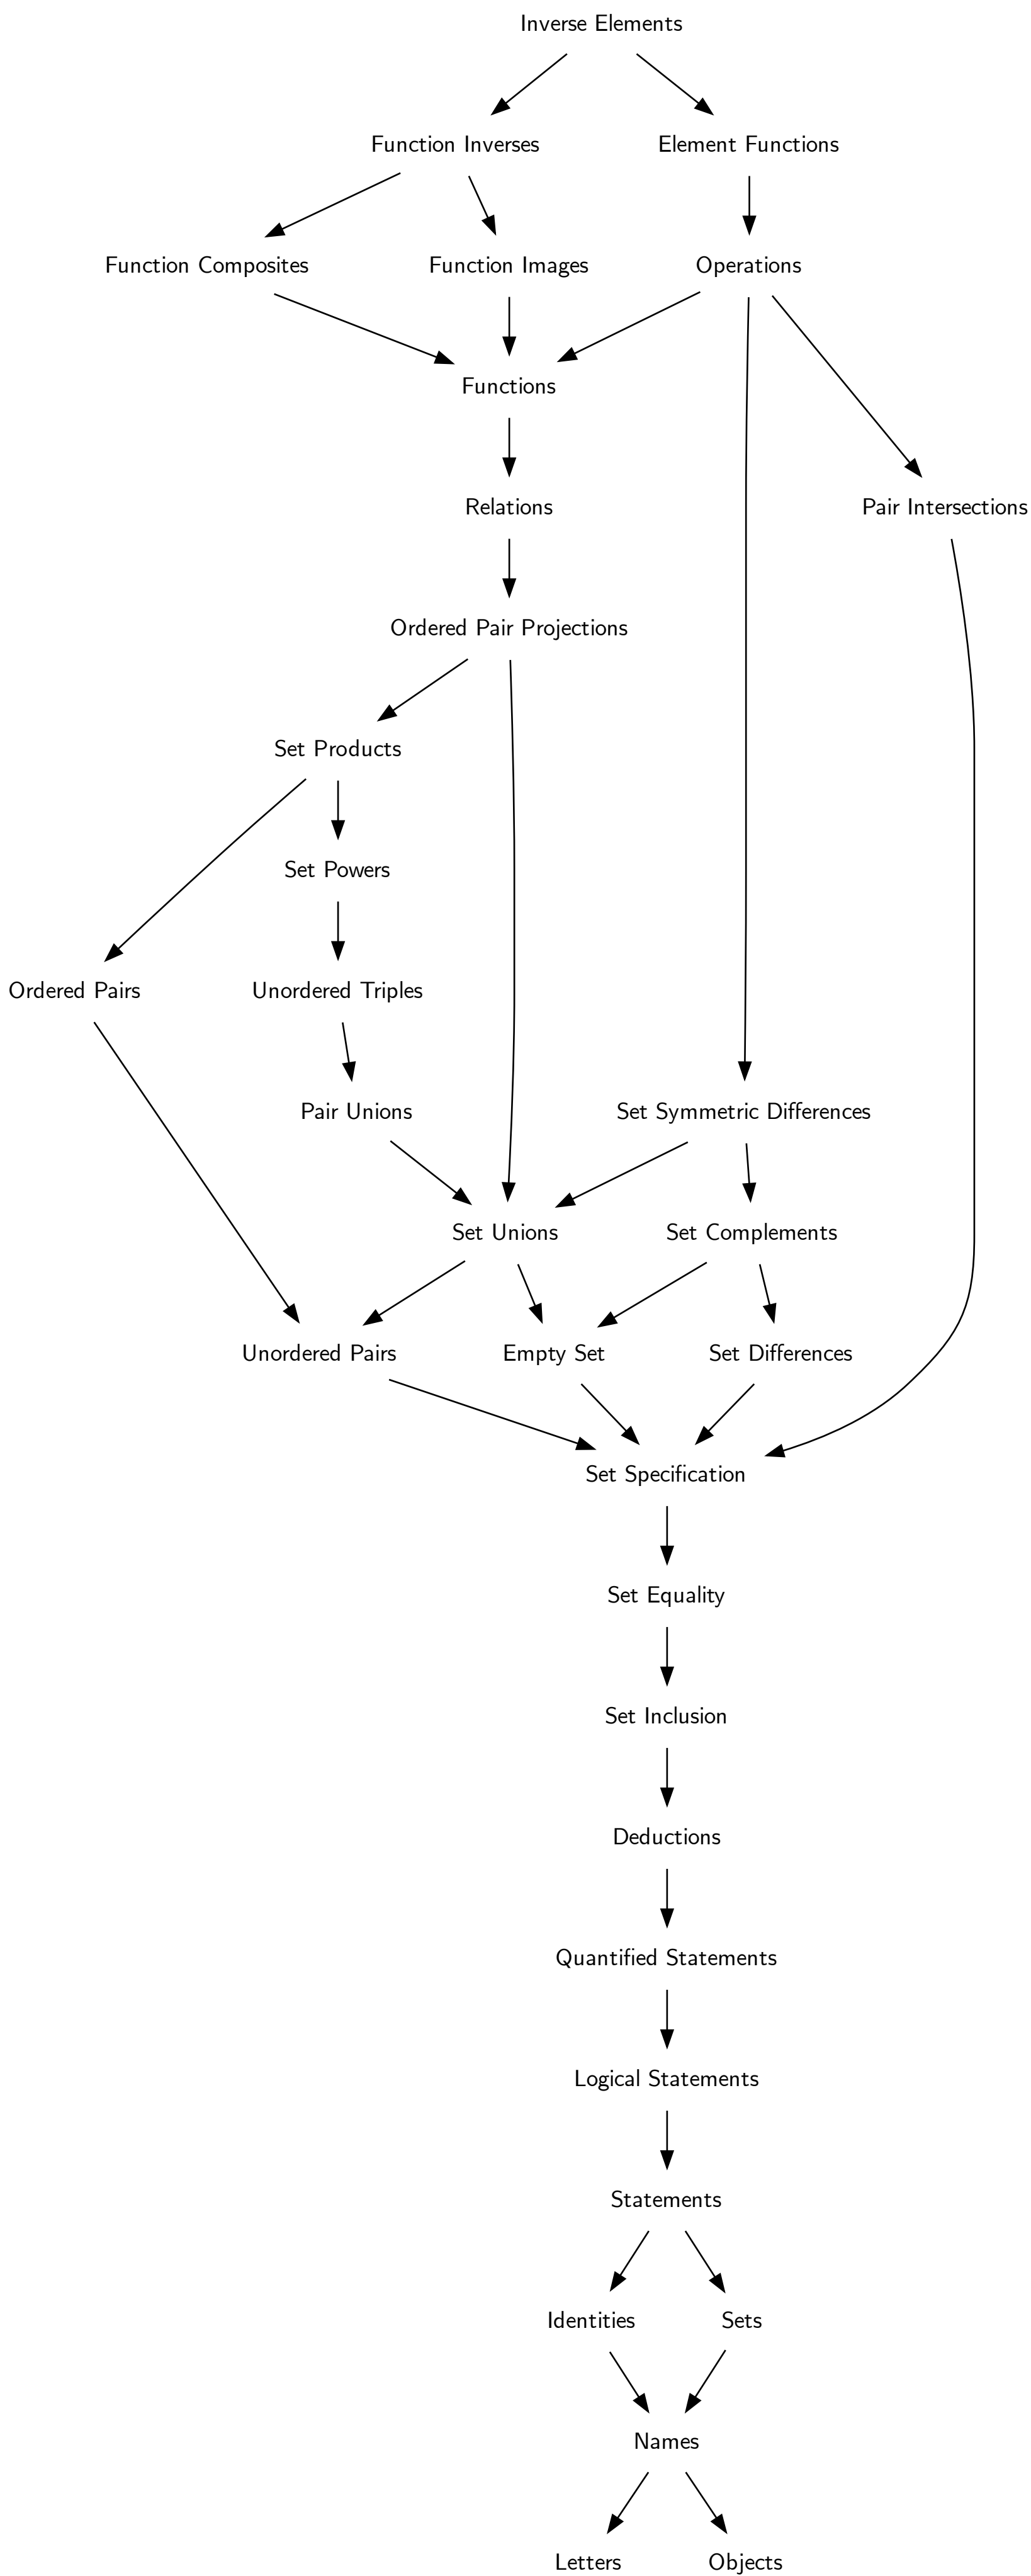 Inverse Elements
Function Inverses
Element Functions
Function Composites
Function Images
Operations
Functions
Relations
Pair Intersections
Ordered Pair Projections
Set Products
Set Powers
Ordered Pairs
Unordered Triples
Pair Unions
Set Symmetric Differences
Set Unions
Set Complements
Unordered Pairs
Empty Set
Set Differences
Set Specification
Set Equality
Set Inclusion
Deductions
Quantified Statements
Logical Statements
Statements
Identities
Sets
Names
Letters
Objects